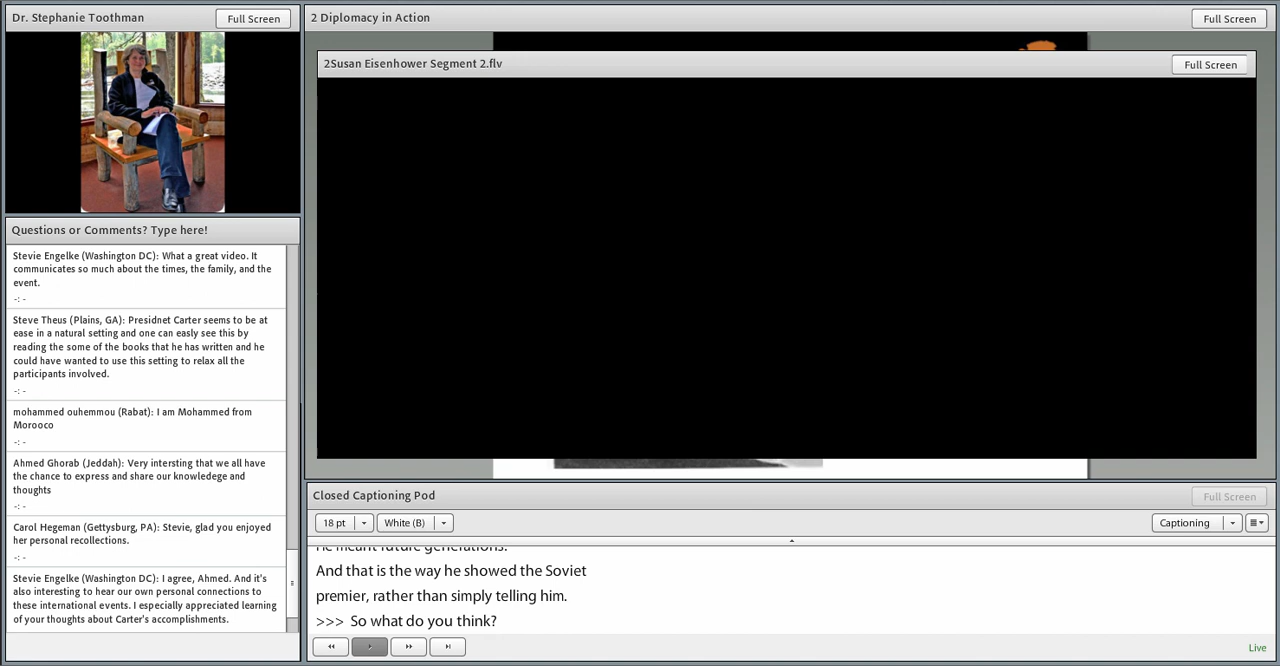 Dr. Stephanie Toothman
Full Screen
Questions or Comments? Type here!
Stevie Engelke (Washington DC): What a great video. It
communicates so much about the times, the family, and the
event.
-: -
Steve Theus (Plains, GA): Presidnet Carter seems to be at
ease in a natural setting and one can easly see this by
reading the some of the books that he has written and he
could have wanted to use this setting to relax all the
participants involved.
-: -
mohammed ouhemmou (Rabat): I am Mohammed from
Morooco
-: -
Ahmed Ghorab (Jeddah): Very intersting that we all have
the chance to express and share our knowledege and
thoughts
-: -
Carol Hegeman (Gettysburg, PA): Stevie, glad you enjoyed
her personal recollections.
-: -
Stevie Engelke (Washington DC): I agree, Ahmed. And it's
also interesting to hear our own personal connections to
these international events. I especially appreciated learning
of your thoughts about Carter's accomplishments.
2 Diplomacy in Action
Full Screen
2Susan Eisenhower Segment 2.flv
Full Screen
Closed Captioning Pod
Full Screen
18 pt
White (B)
Captioning
He meant future generations.
And that is the way he showed the Soviet
premier, rather than simply telling him.
>>> So what do you think?
Live